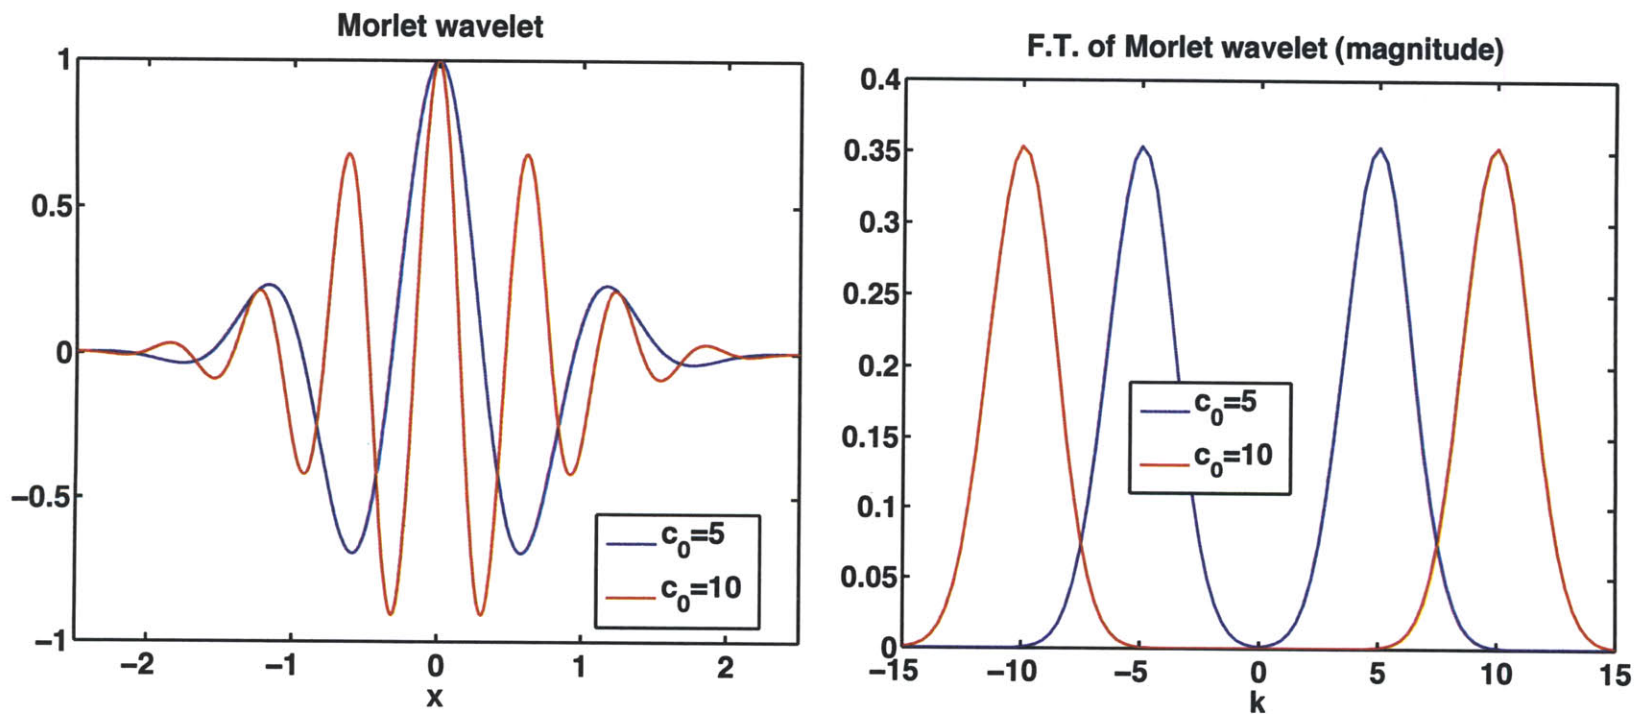 Morlet wavelet
1
0.5
0
−0.5
−1
−2 −1 0 1 2
x
c0=5
c0=10
F.T. of Morlet wavelet (magnitude)
0.4
0.35
0.3
0.25
0.2
0.15
0.1
0.05
0
−15 −10 −5 0 5 10 15
k
c0=5
c0=10